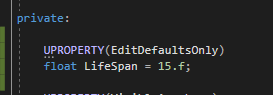 private:
UPROPERTY(EditDefaultsOnly)
float LifeSpan = 15.f;